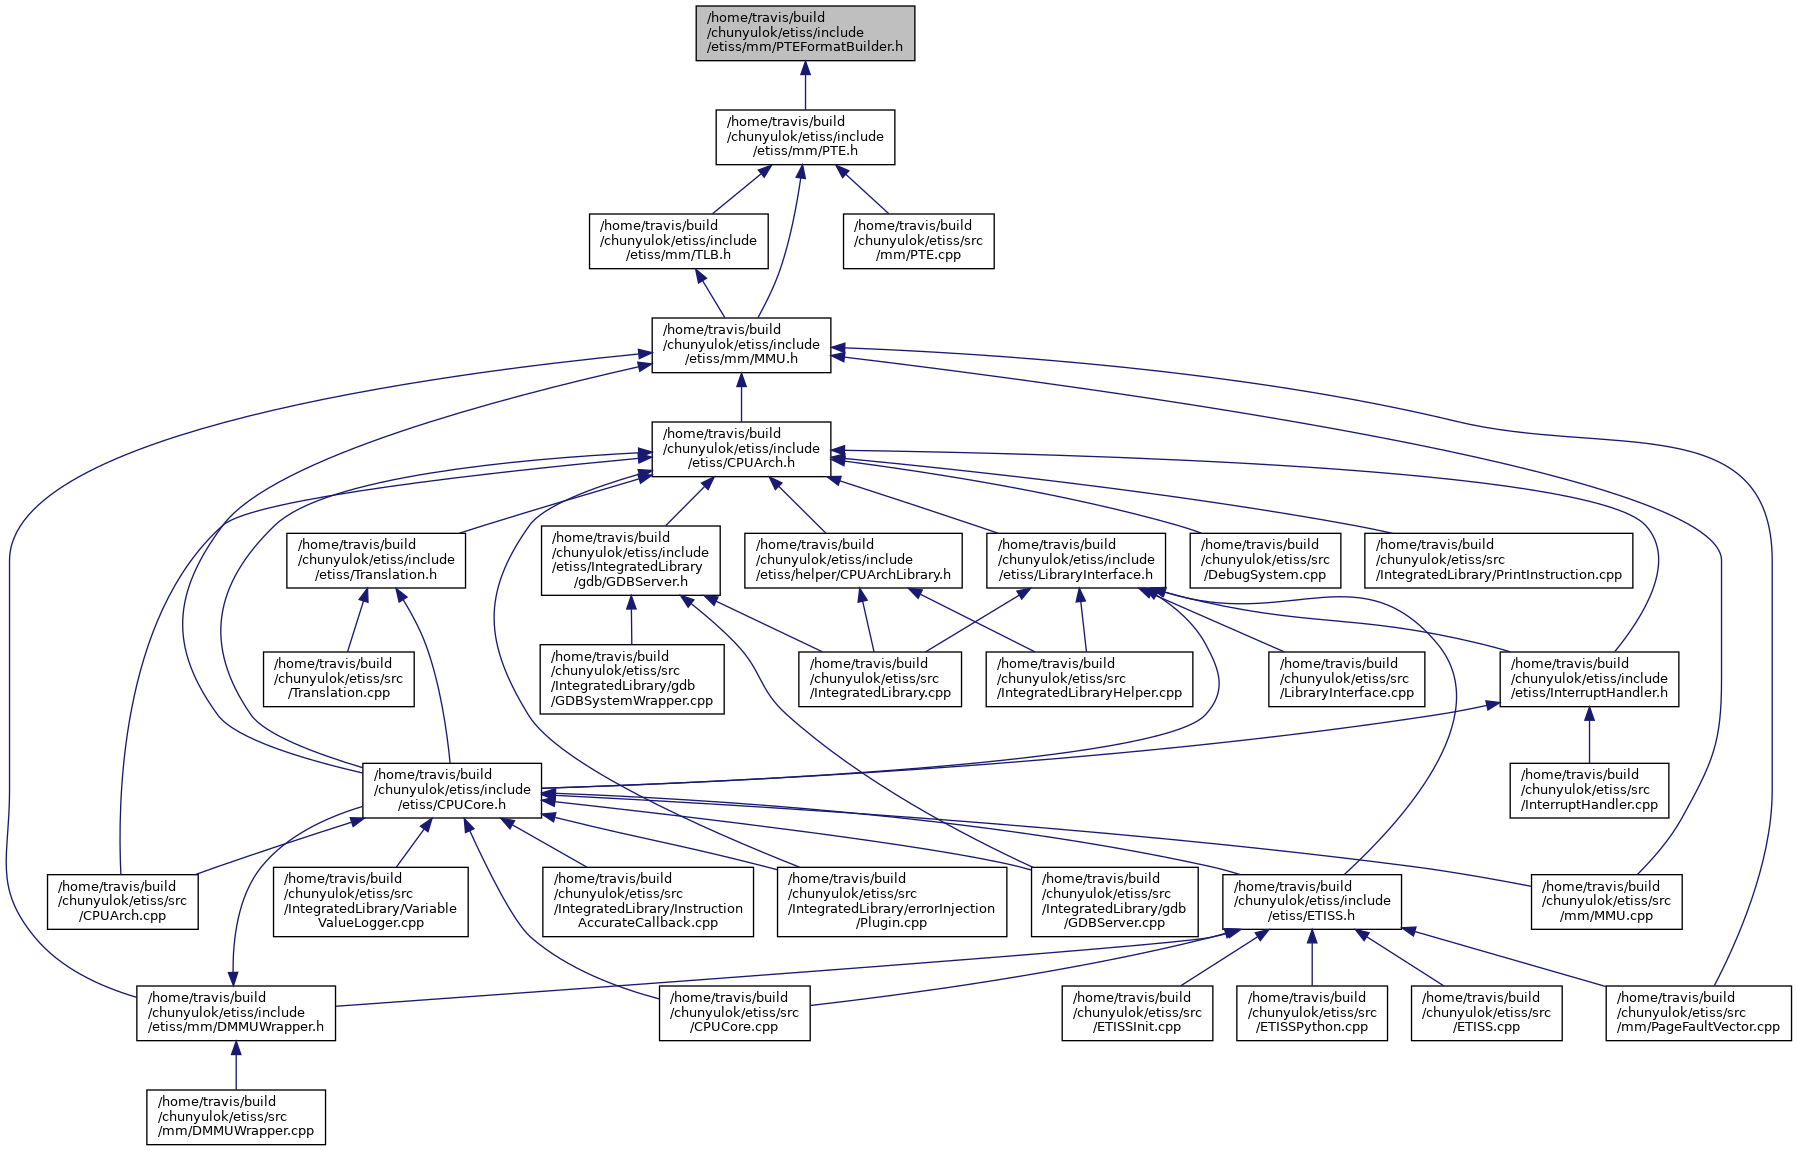 /home/travis/build
/chunyulok/etiss/include
/etiss/mm/PTEFormatBuilder.h
/home/travis/build
/chunyulok/etiss/include
/etiss/mm/PTE.h
/home/travis/build
/chunyulok/etiss/include
/etiss/mm/TLB.h
/home/travis/build
/chunyulok/etiss/src
/mm/PTE.cpp
/home/travis/build
/chunyulok/etiss/include
/etiss/mm/MMU.h
/home/travis/build
/chunyulok/etiss/include
/etiss/CPUArch.h
/home/travis/build
/chunyulok/etiss/include
/etiss/Translation.h
/home/travis/build
/chunyulok/etiss/include
/etiss/IntegratedLibrary
/gdb/GDBServer.h
/home/travis/build
/chunyulok/etiss/include
/etiss/helper/CPUArchLibrary.h
/home/travis/build
/chunyulok/etiss/include
/etiss/LibraryInterface.h
/home/travis/build
/chunyulok/etiss/src
/DebugSystem.cpp
/home/travis/build
/chunyulok/etiss/src
/IntegratedLibrary/PrintInstruction.cpp
/home/travis/build
/chunyulok/etiss/src
/Translation.cpp
/home/travis/build
/chunyulok/etiss/src
/IntegratedLibrary/gdb
/GDBSystemWrapper.cpp
/home/travis/build
/chunyulok/etiss/src
/IntegratedLibrary.cpp
/home/travis/build
/chunyulok/etiss/src
/IntegratedLibraryHelper.cpp
/home/travis/build
/chunyulok/etiss/src
/LibraryInterface.cpp
/home/travis/build
/chunyulok/etiss/include
/etiss/InterruptHandler.h
/home/travis/build
/chunyulok/etiss/include
/etiss/CPUCore.h
/home/travis/build
/chunyulok/etiss/src
/InterruptHandler.cpp
/home/travis/build
/chunyulok/etiss/src
/CPUArch.cpp
/home/travis/build
/chunyulok/etiss/src
/IntegratedLibrary/Variable
ValueLogger.cpp
/home/travis/build
/chunyulok/etiss/src
/IntegratedLibrary/Instruction
AccurateCallback.cpp
/home/travis/build
/chunyulok/etiss/src
/IntegratedLibrary/errorInjection
/Plugin.cpp
/home/travis/build
/chunyulok/etiss/src
/IntegratedLibrary/gdb
/GDBServer.cpp
/home/travis/build
/chunyulok/etiss/include
/etiss/ETISS.h
/home/travis/build
/chunyulok/etiss/src
/mm/MMU.cpp
/home/travis/build
/chunyulok/etiss/include
/etiss/mm/DMMUWrapper.h
/home/travis/build
/chunyulok/etiss/src
/CPUCore.cpp
/home/travis/build
/chunyulok/etiss/src
/ETISSInit.cpp
/home/travis/build
/chunyulok/etiss/src
/ETISSPython.cpp
/home/travis/build
/chunyulok/etiss/src
/ETISS.cpp
/home/travis/build
/chunyulok/etiss/src
/mm/PageFaultVector.cpp
/home/travis/build
/chunyulok/etiss/src
/mm/DMMUWrapper.cpp